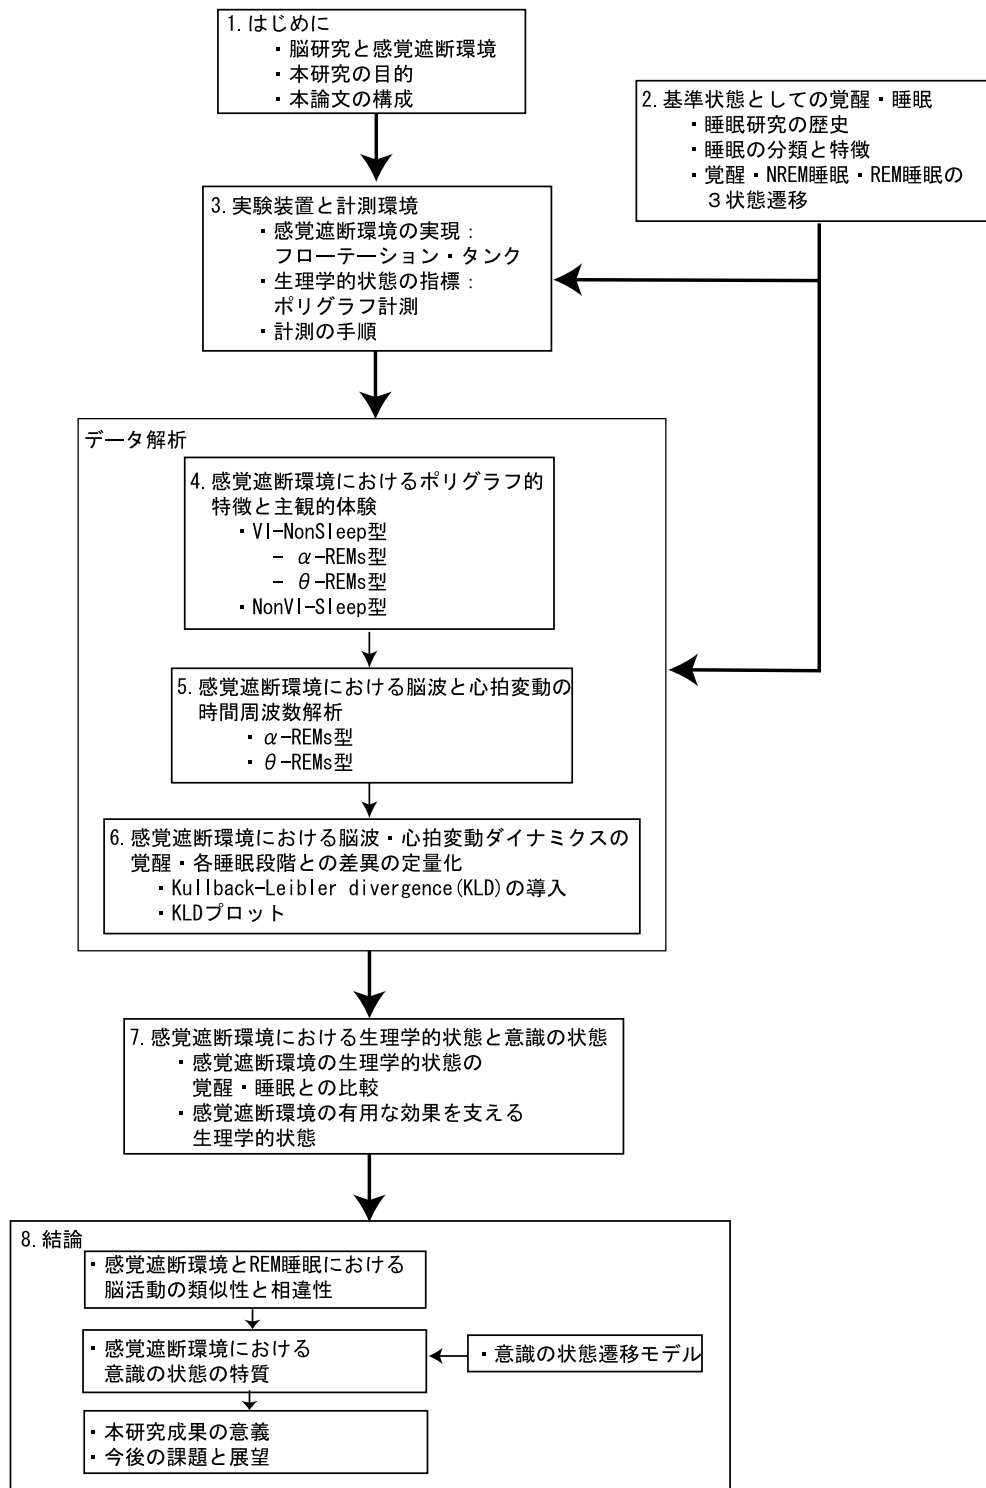 1. はじめに
・脳研究と感覚遮断環境
・本研究の目的
・本論文の構成
2. 基準状態としての覚醒・睡眠
・睡眠研究の歴史
・睡眠の分類と特徴
・覚醒・NREM睡眠・REM睡眠の
３状態遷移
3. 実験装置と計測環境
・感覚遮断環境の実現：
フローテーション・タンク
・生理学的状態の指標：
ポリグラフ計測
・計測の手順
データ解析
4. 感覚遮断環境におけるポリグラフ的
特徴と主観的体験
・VI-NonSleep型
- α-REMs型
- θ-REMs型
・NonVI-Sleep型
5. 感覚遮断環境における脳波と心拍変動の
時間周波数解析
・α-REMs型
・θ-REMs型
6. 感覚遮断環境における脳波・心拍変動ダイナミクスの
覚醒・各睡眠段階との差異の定量化
・Kullback-Leibler divergence(KLD)の導入
・KLDプロット
7. 感覚遮断環境における生理学的状態と意識の状態
・感覚遮断環境の生理学的状態の
覚醒・睡眠との比較
・感覚遮断環境の有用な効果を支える
生理学的状態
8. 結論
・感覚遮断環境とREM睡眠における
脳活動の類似性と相違性
・感覚遮断環境における
意識の状態の特質
・意識の状態遷移モデル
・本研究成果の意義
・今後の課題と展望